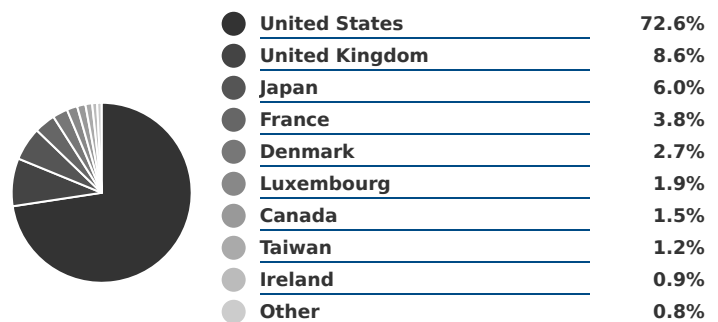 United States 72.6%
United Kingdom 8.6%
Japan 6.0%
France 3.8%
Denmark 2.7%
Luxembourg 1.9%
Canada 1.5%
Taiwan 1.2%
Ireland 0.9%
Other 0.8%